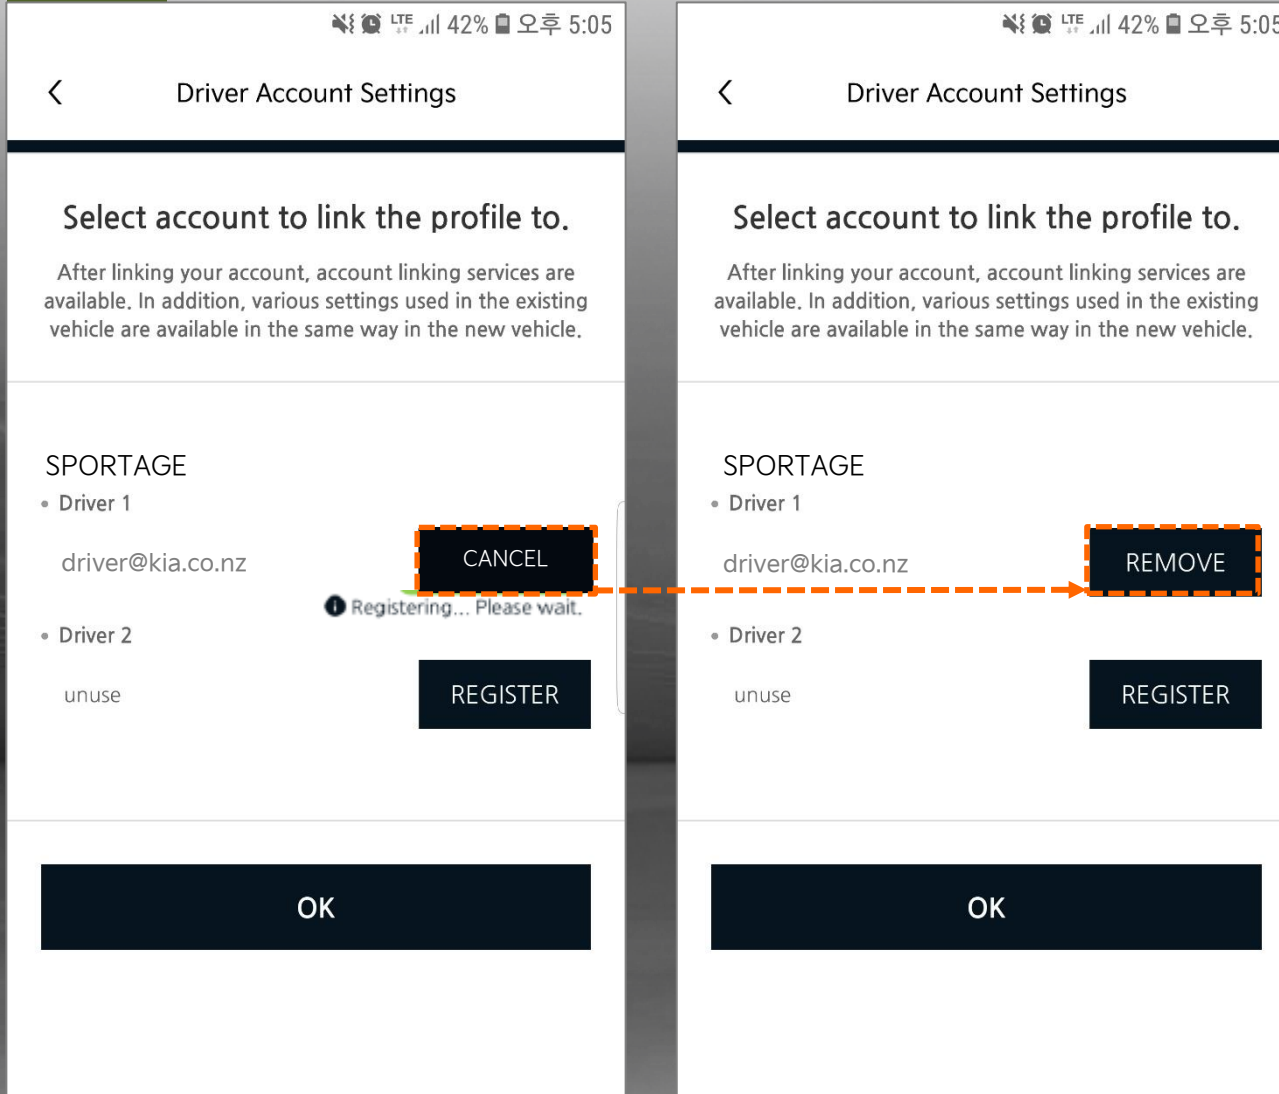 LTE 42% 오후 5:05
Driver Account Settings
Select account to link the profile to.
After linking your account, account linking services are
available. In addition, various settings used in the existing
vehicle are available in the same way in the new vehicle.
SPORTAGE
Driver 1
driver@kia.co.nz
CANCEL
Registering... Please wait.
Driver 2
unuse
REGISTER
OK
LTE 42% 오후 5:05
Driver Account Settings
Select account to link the profile to.
After linking your account, account linking services are
available. In addition, various settings used in the existing
vehicle are available in the same way in the new vehicle.
SPORTAGE
Driver 1
driver@kia.co.nz
REMOVE
Driver 2
unuse
REGISTER
OK